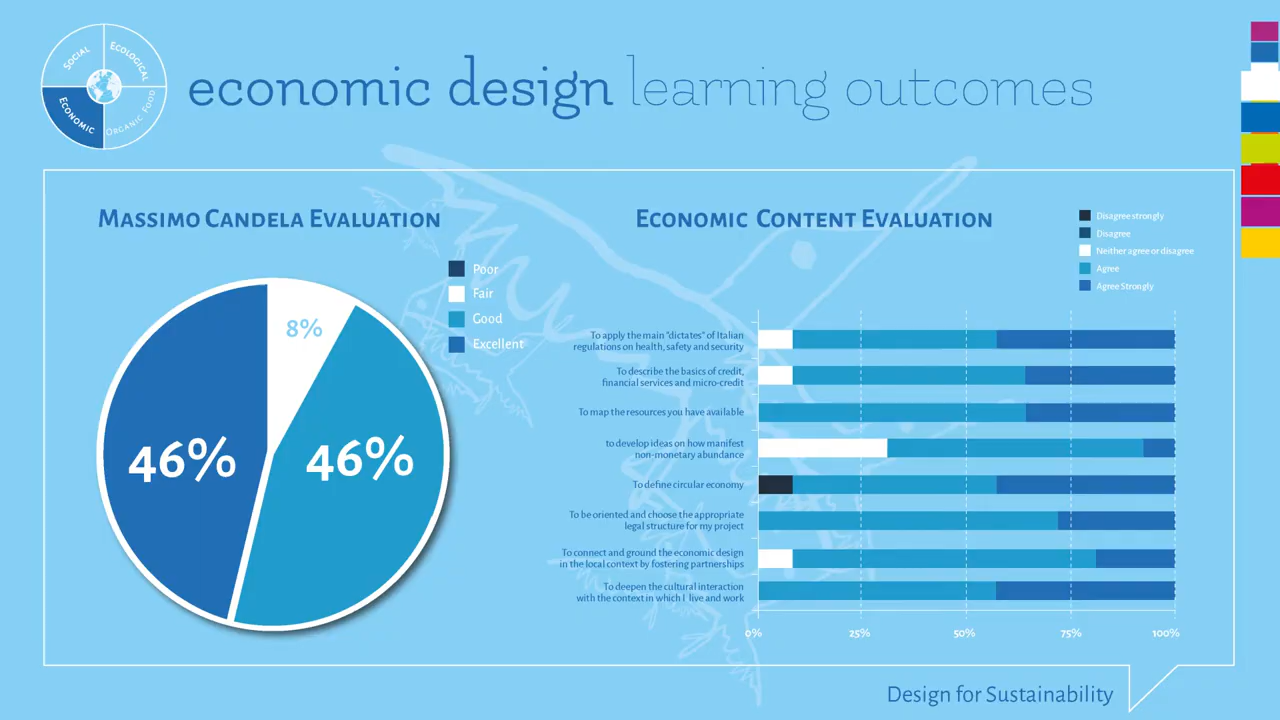 SOCIAL
ECOLOGICAL
ECONOMIC
ORGANIC FOOD
economic design learning outcomes
MASSIMO CANDELA EVALUATION
Poor
Fair
Good
Excellent
8%
46%
46%
ECONOMIC CONTENT EVALUATION
Disagree strongly
Disagree
Neither agree or disagree
Agree
Agree Strongly
To apply the main "dictates" of Italian
regulations on health, safety and security
To describe the basics of credit,
financial services and micro-credit
To map the resources you have available
to develop ideas on how manifest
non-monetary abundance
To define circular economy
To be oriented and choose the appropriate
legal structure for my project
To connect and ground the economic design
in the local context by fostering partnerships
To deepen the cultural interaction
with the context in which I live and work
0%
25%
50%
75%
100%
Design for Sustainability